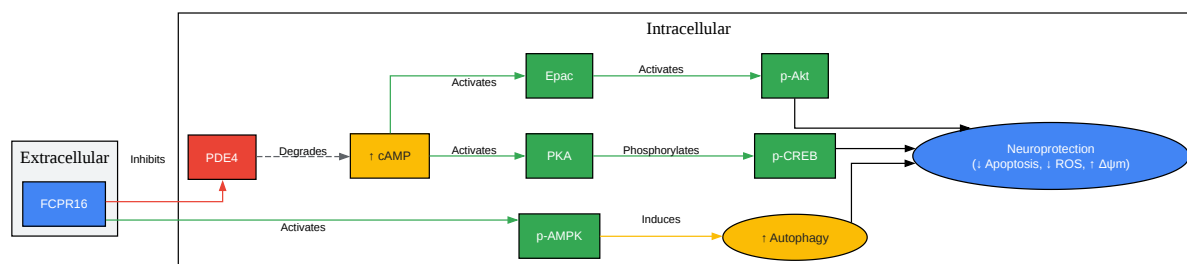 Intracellular
Epac
Activates
p-Akt
Activates
Extracellular
Inhibits
PDE4
Degrades
↑ cAMP
Activates
PKA
Phosphorylates
p-CREB
Neuroprotection
(↓ Apoptosis, ↓ ROS, ↑ Δψm)
FCPR16
Activates
p-AMPK
Induces
↑ Autophagy